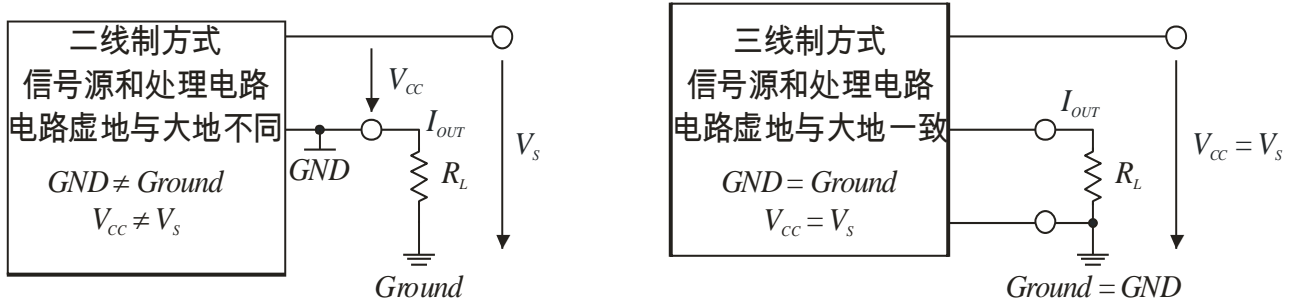 二线制方式
信号源和处理电路
电路虚地与大地不同
GND ≠ Ground
V_CC ≠ V_S
V_CC
I_OUT
GND
R_L
V_S
Ground
三线制方式
信号源和处理电路
电路虚地与大地一致
GND = Ground
V_CC = V_S
I_OUT
R_L
V_CC = V_S
Ground = GND